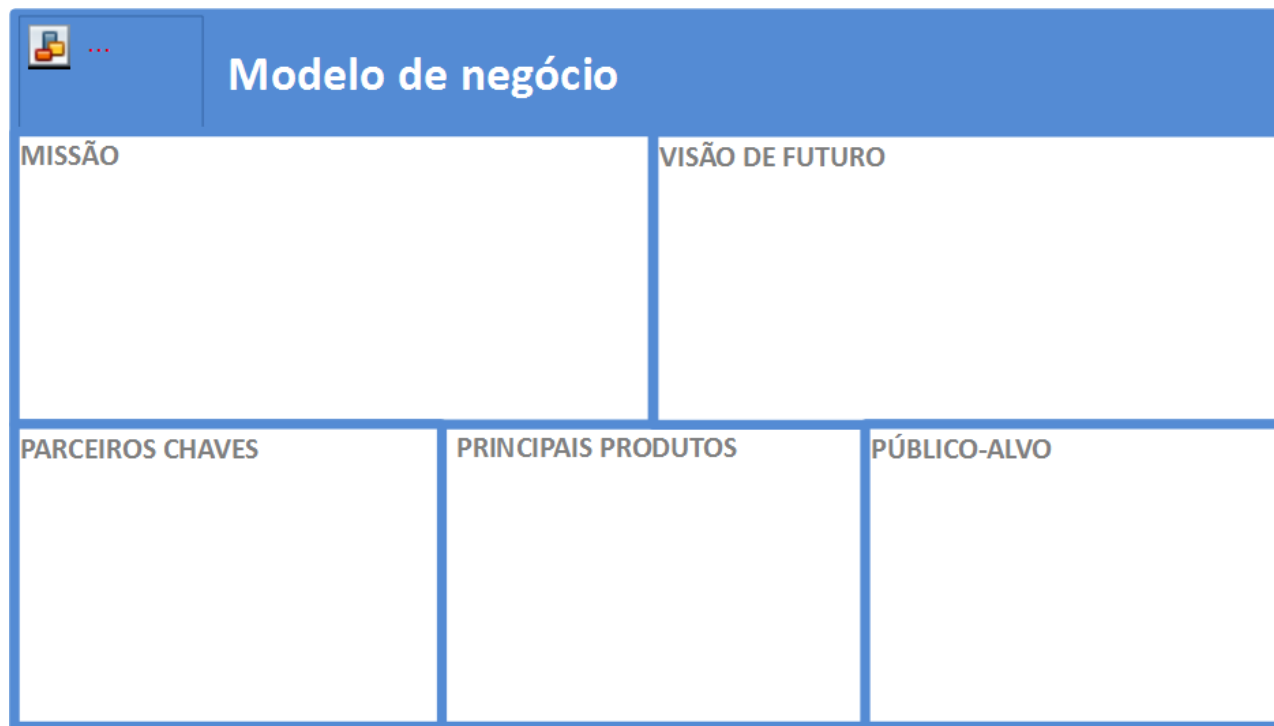 ...
Modelo de negócio
MISSÃO
VISÃO DE FUTURO
PARCEIROS CHAVES
PRINCIPAIS PRODUTOS
PÚBLICO-ALVO